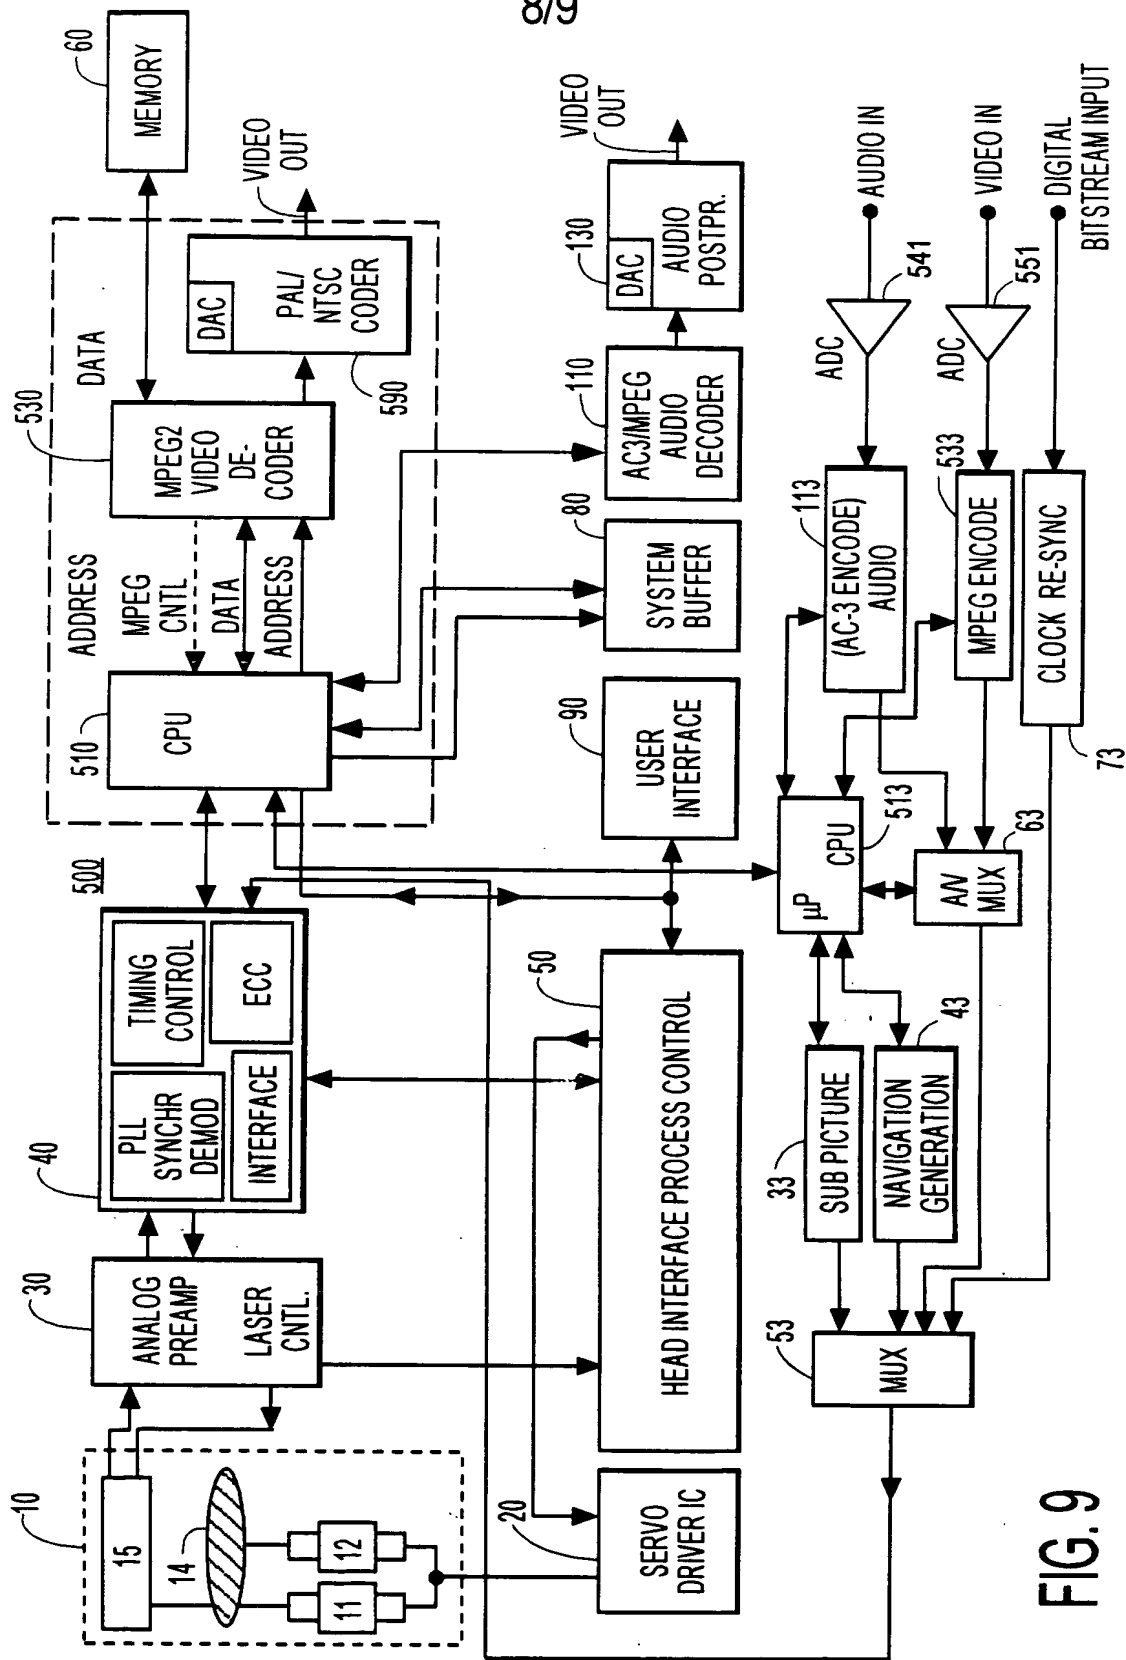 8/9
10
15
14
11
12
30
ANALOG
PREAMP
LASER
CNTL.
40
PLL
SYNCHR
DEMOD
TIMING
CONTROL
INTERFACE
ECC
500
510
CPU
ADDRESS
MPEG
CNTL
DATA
ADDRESS
530
MPEG2
VIDEO
DE-
CODER
DATA
DAC
PAL/
NTSC
CODER
590
VIDEO
OUT
60
MEMORY
20
SERVO
DRIVER IC
50
HEAD INTERFACE PROCESS CONTROL
90
USER
INTERFACE
80
SYSTEM
BUFFER
110
AC3/MPEG
AUDIO
DECODER
130
DAC
AUDIO
POSTPR.
VIDEO
OUT
53
MUX
33
SUB PICTURE
43
NAVIGATION
GENERATION
µP
CPU
513
A/V
MUX
63
113
(AC-3 ENCODE)
AUDIO
533
MPEG ENCODE
CLOCK RE-SYNC
73
ADC
541
ADC
551
AUDIO IN
VIDEO IN
DIGITAL
BITSTREAM INPUT
FIG. 9